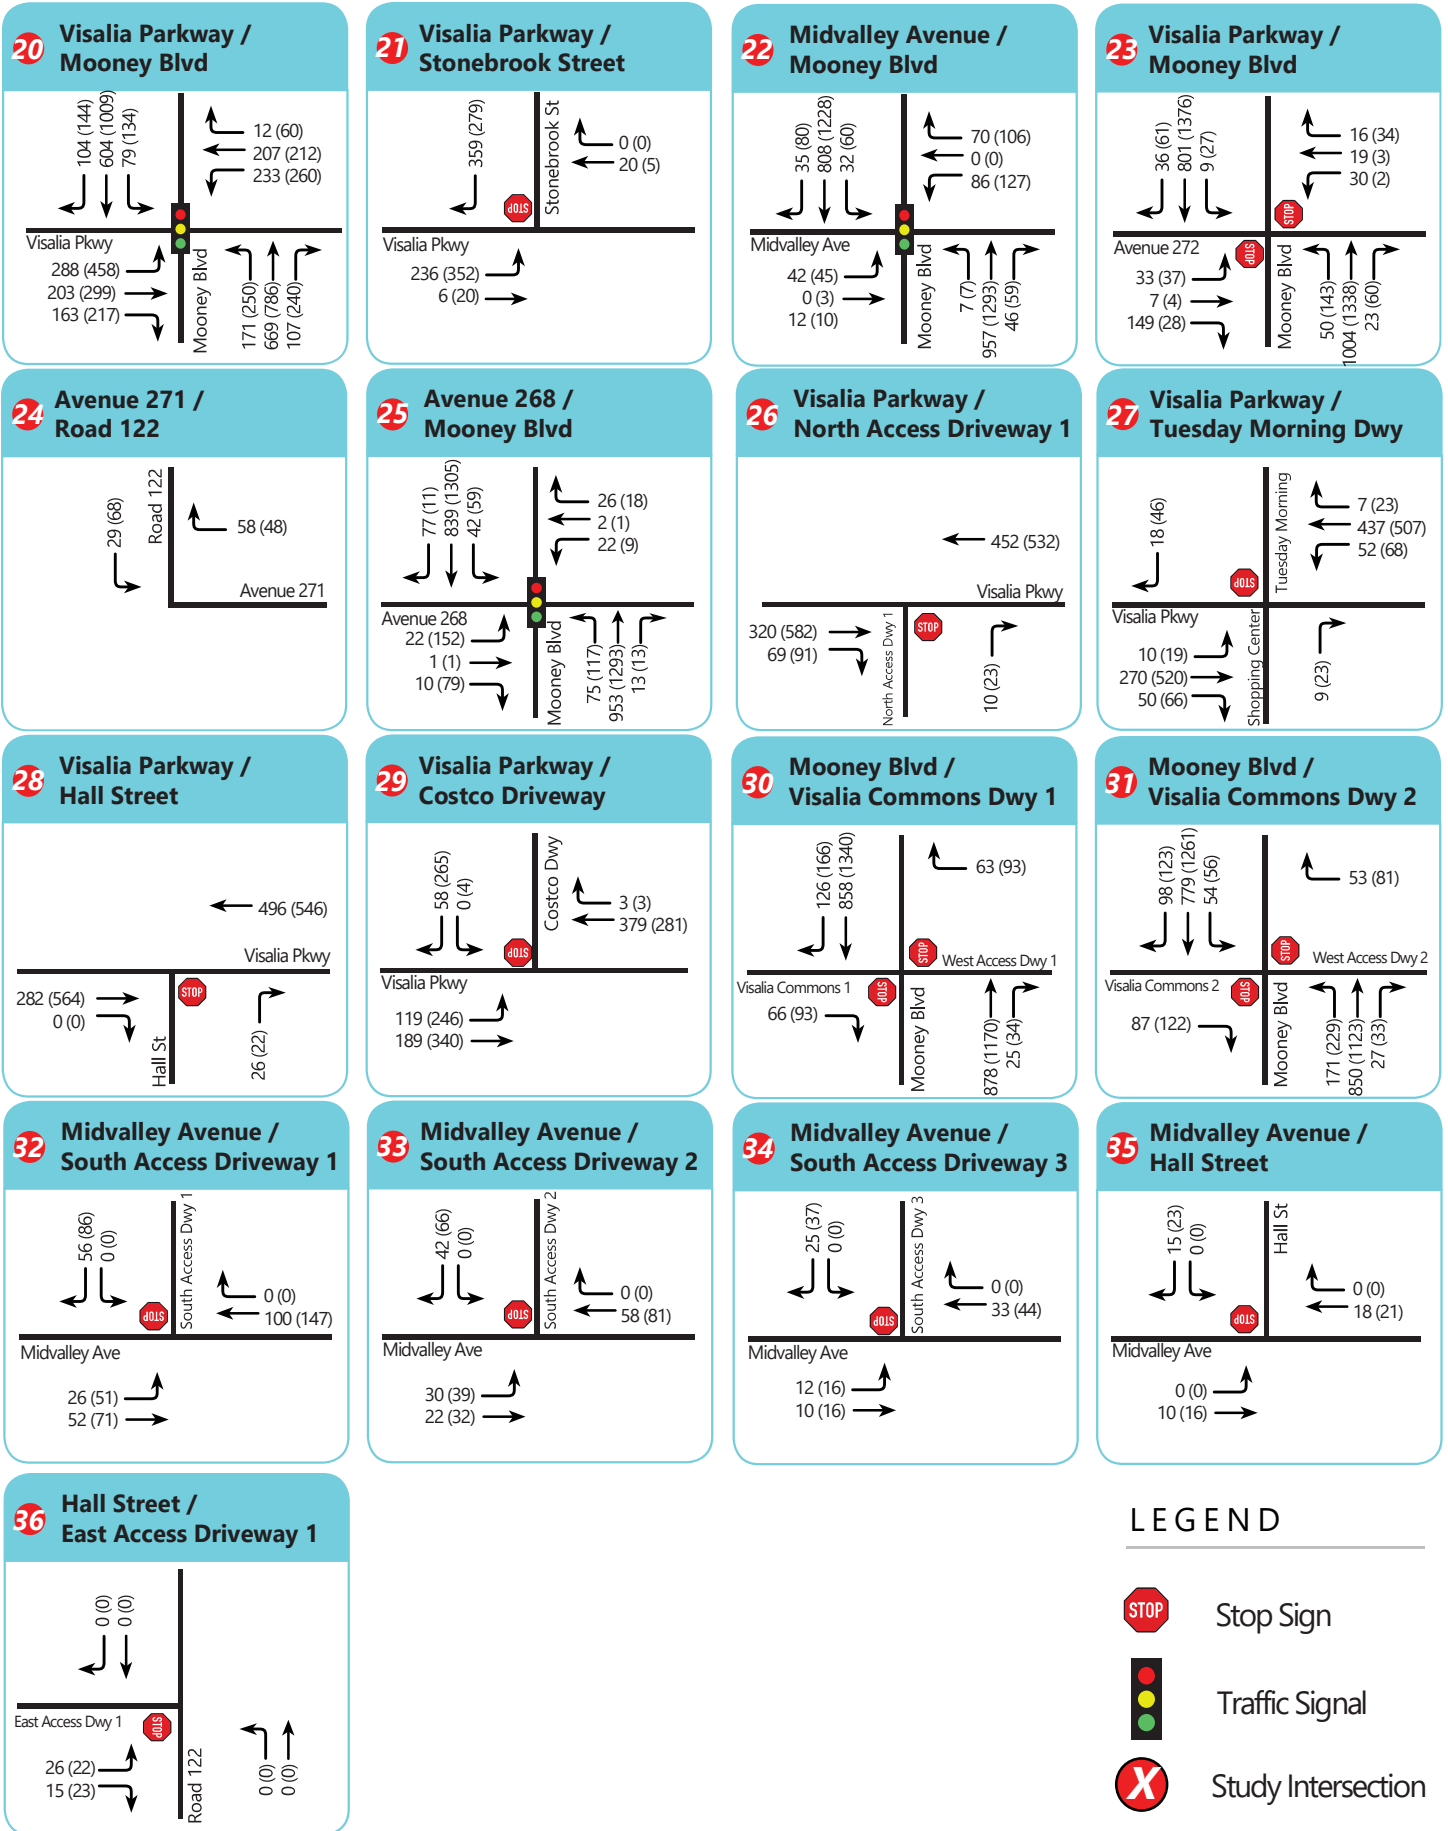 20
Visalia Parkway /
Mooney Blvd
104 (144)
604 (1009)
79 (134)
12 (60)
207 (212)
233 (260)
Visalia Pkwy
288 (458)
203 (299)
163 (217)
Mooney Blvd
171 (250)
669 (786)
107 (240)
21
Visalia Parkway /
Stonebrook Street
359 (279)
Stonebrook St
0 (0)
20 (5)
STOP
Visalia Pkwy
236 (352)
6 (20)
22
Midvalley Avenue /
Mooney Blvd
35 (80)
808 (1228)
32 (60)
70 (106)
0 (0)
86 (127)
Midvalley Ave
42 (45)
0 (3)
12 (10)
Mooney Blvd
7 (7)
957 (1293)
46 (59)
23
Visalia Parkway /
Mooney Blvd
36 (61)
801 (1376)
9 (27)
16 (34)
19 (3)
30 (2)
STOP
Avenue 272
STOP
33 (37)
7 (4)
149 (28)
Mooney Blvd
50 (143)
1004 (1338)
23 (60)
24
Avenue 271 /
Road 122
29 (68)
Road 122
58 (48)
Avenue 271
25
Avenue 268 /
Mooney Blvd
77 (11)
839 (1305)
42 (59)
26 (18)
2 (1)
22 (9)
Avenue 268
22 (152)
1 (1)
10 (79)
Mooney Blvd
75 (117)
953 (1293)
13 (13)
26
Visalia Parkway /
North Access Driveway 1
452 (532)
Visalia Pkwy
320 (582)
69 (91)
North Access Dwy 1
STOP
10 (23)
27
Visalia Parkway /
Tuesday Morning Dwy
18 (46)
Tuesday Morning
7 (23)
437 (507)
52 (68)
STOP
Visalia Pkwy
10 (19)
270 (520)
50 (66)
Shopping Center
9 (23)
28
Visalia Parkway /
Hall Street
496 (546)
Visalia Pkwy
282 (564)
0 (0)
Hall St
STOP
26 (22)
29
Visalia Parkway /
Costco Driveway
58 (265)
0 (4)
Costco Dwy
3 (3)
379 (281)
STOP
Visalia Pkwy
119 (246)
189 (340)
30
Mooney Blvd /
Visalia Commons Dwy 1
126 (166)
858 (1340)
63 (93)
STOP
West Access Dwy 1
Visalia Commons 1
STOP
66 (93)
Mooney Blvd
878 (1170)
25 (34)
31
Mooney Blvd /
Visalia Commons Dwy 2
98 (123)
779 (1261)
54 (56)
53 (81)
STOP
West Access Dwy 2
Visalia Commons 2
STOP
87 (122)
Mooney Blvd
171 (229)
850 (1123)
27 (33)
32
Midvalley Avenue /
South Access Driveway 1
56 (86)
0 (0)
South Access Dwy 1
0 (0)
100 (147)
STOP
Midvalley Ave
26 (51)
52 (71)
33
Midvalley Avenue /
South Access Driveway 2
42 (66)
0 (0)
South Access Dwy 2
0 (0)
58 (81)
STOP
Midvalley Ave
30 (39)
22 (32)
34
Midvalley Avenue /
South Access Driveway 3
25 (37)
0 (0)
South Access Dwy 3
0 (0)
33 (44)
STOP
Midvalley Ave
12 (16)
10 (16)
35
Midvalley Avenue /
Hall Street
15 (23)
0 (0)
Hall St
0 (0)
18 (21)
STOP
Midvalley Ave
0 (0)
10 (16)
36
Hall Street /
East Access Driveway 1
0 (0)
0 (0)
East Access Dwy 1
STOP
26 (22)
15 (23)
Road 122
0 (0)
0 (0)
LEGEND
STOP
Stop Sign
Traffic Signal
X
Study Intersection